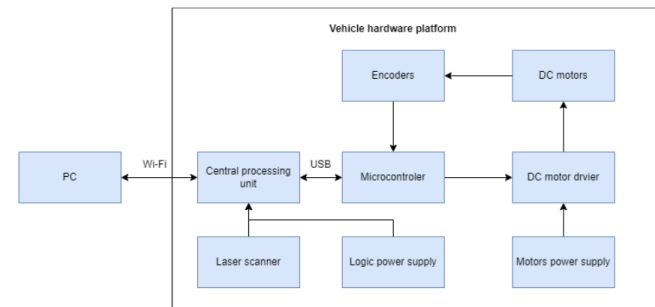 Vehicle hardware platform
Encoders
DC motors
PC
Wi-Fi
Central processing
unit
USB
Microcontroler
DC motor drvier
Laser scanner
Logic power supply
Motors power supply